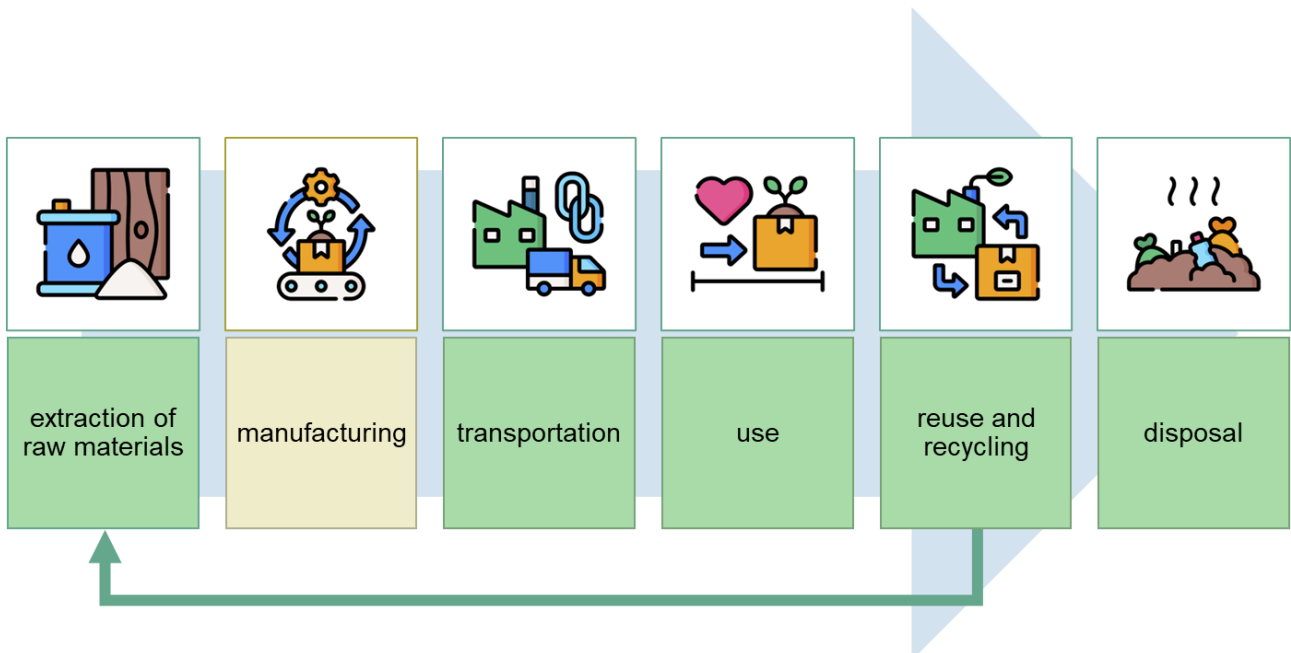 extraction of
raw materials
manufacturing
transportation
use
reuse and
recycling
disposal